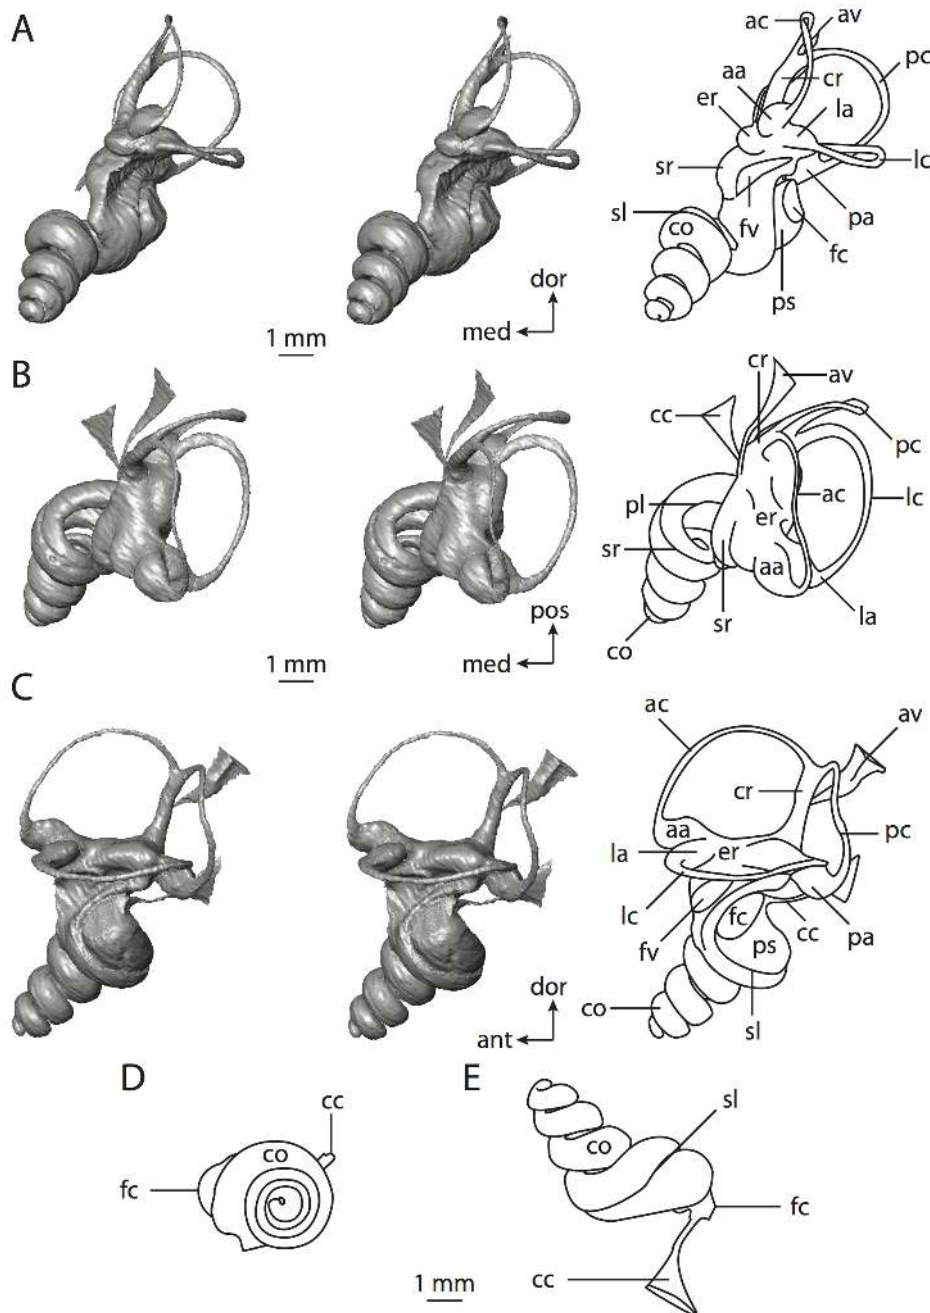 A
ac
av
pc
aa
cr
er
la
lc
sr
sl
co
fv
pa
fc
ps
dor
med
1 mm
B
cr
av
cc
pc
pl
ac
lc
er
sr
aa
pos
la
sr
co
med
1 mm
C
ac
av
cr
aa
pc
la
er
lc
fc
fv
ps
cc
pa
dor
co
ant
sl
D
E
cc
sl
co
co
fc
fc
cc
1 mm